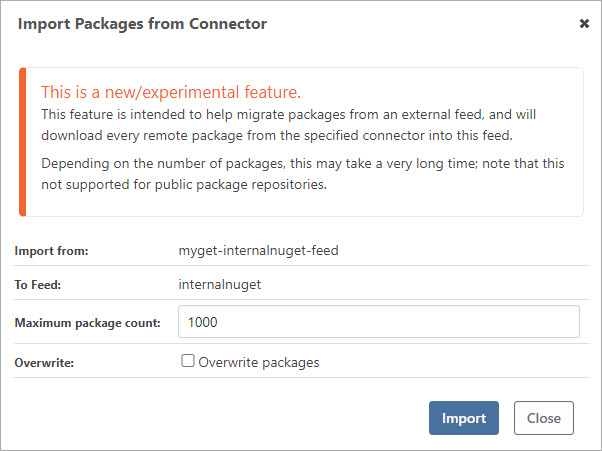 Import Packages from Connector
This is a new/experimental feature.
This feature is intended to help migrate packages from an external feed, and will
download every remote package from the specified connector into this feed.
Depending on the number of packages, this may take a very long time; note that this
not supported for public package repositories.
Import from: myget-internalnuget-feed
To Feed: internalnuget
Maximum package count: 1000
Overwrite: Overwrite packages
Import Close